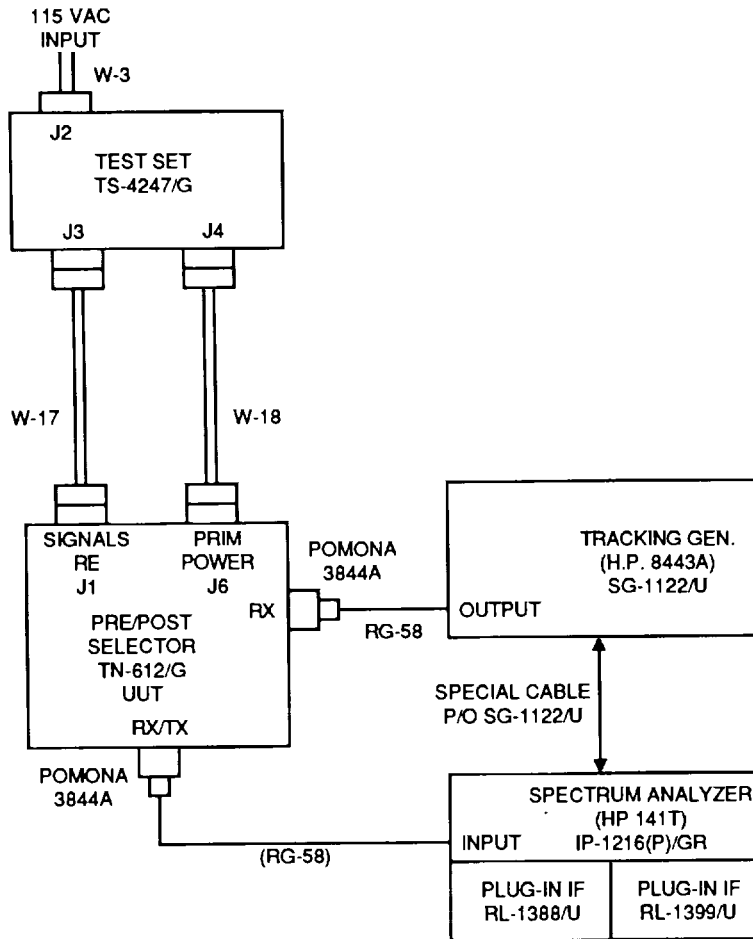 115 VAC
INPUT
W-3
J2
TEST SET
TS-4247/G
J3
J4
W-17
W-18
SIGNALS
RE
J1
PRIM
POWER
J6
RX
PRE/POST
SELECTOR
TN-612/G
UUT
RX/TX
POMONA
3844A
RG-58
TRACKING GEN.
(H.P. 8443A)
SG-1122/U
OUTPUT
SPECIAL CABLE
P/O SG-1122/U
POMONA
3844A
(RG-58)
SPECTRUM ANALYZER
(HP 141T)
INPUT
IP-1216(P)/GR
PLUG-IN IF
RL-1388/U
PLUG-IN IF
RL-1399/U